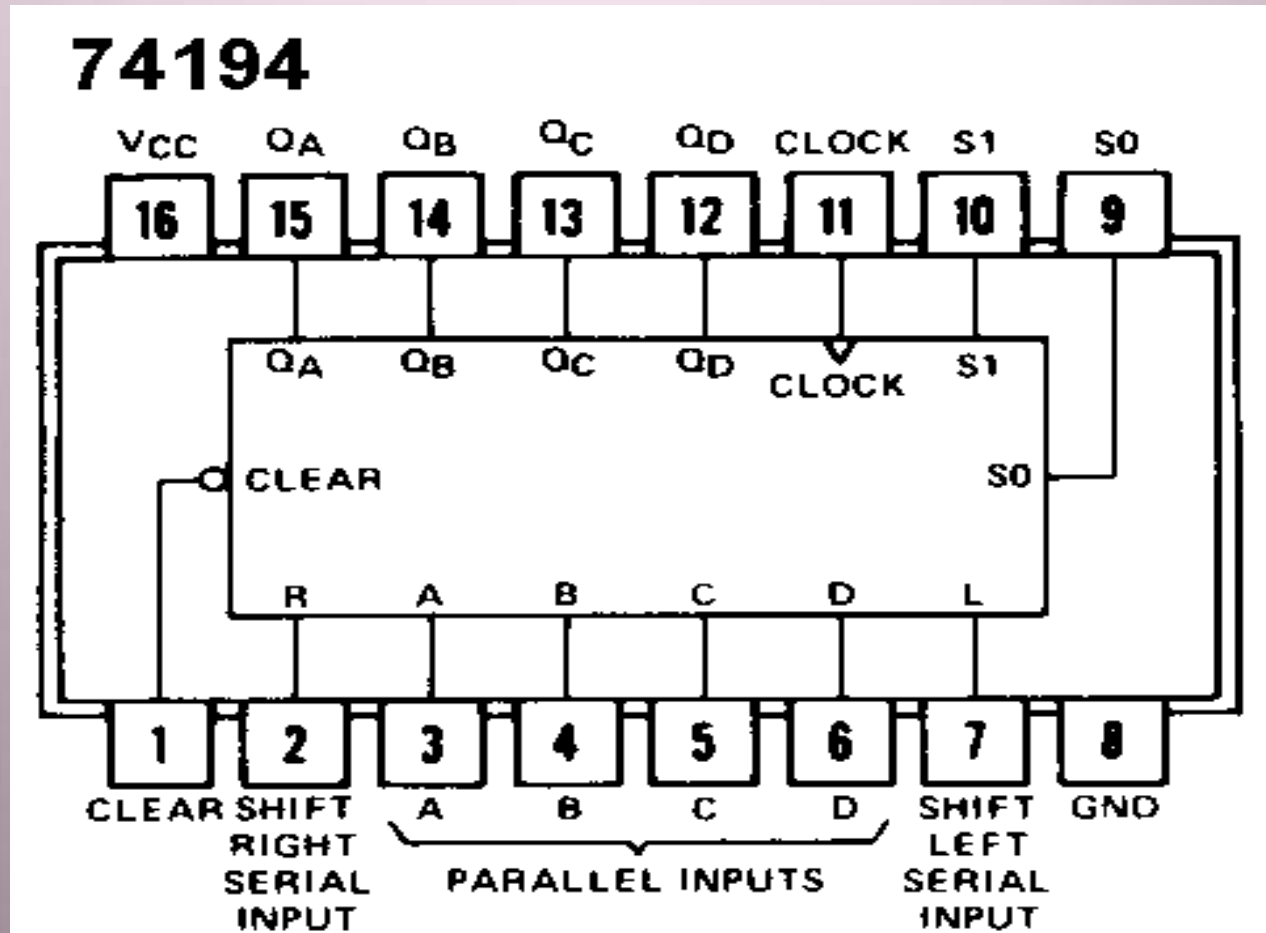 74194
VCC QA QB QC QD CLOCK S1 S0
16 15 14 13 12 11 10 9
QA QB QC QD CLOCK S1
CLEAR S0
R A B C D L
1 2 3 4 5 6 7 8
CLEAR SHIFT A B C D SHIFT GND
RIGHT LEFT
SERIAL PARALLEL INPUTS SERIAL
INPUT INPUT